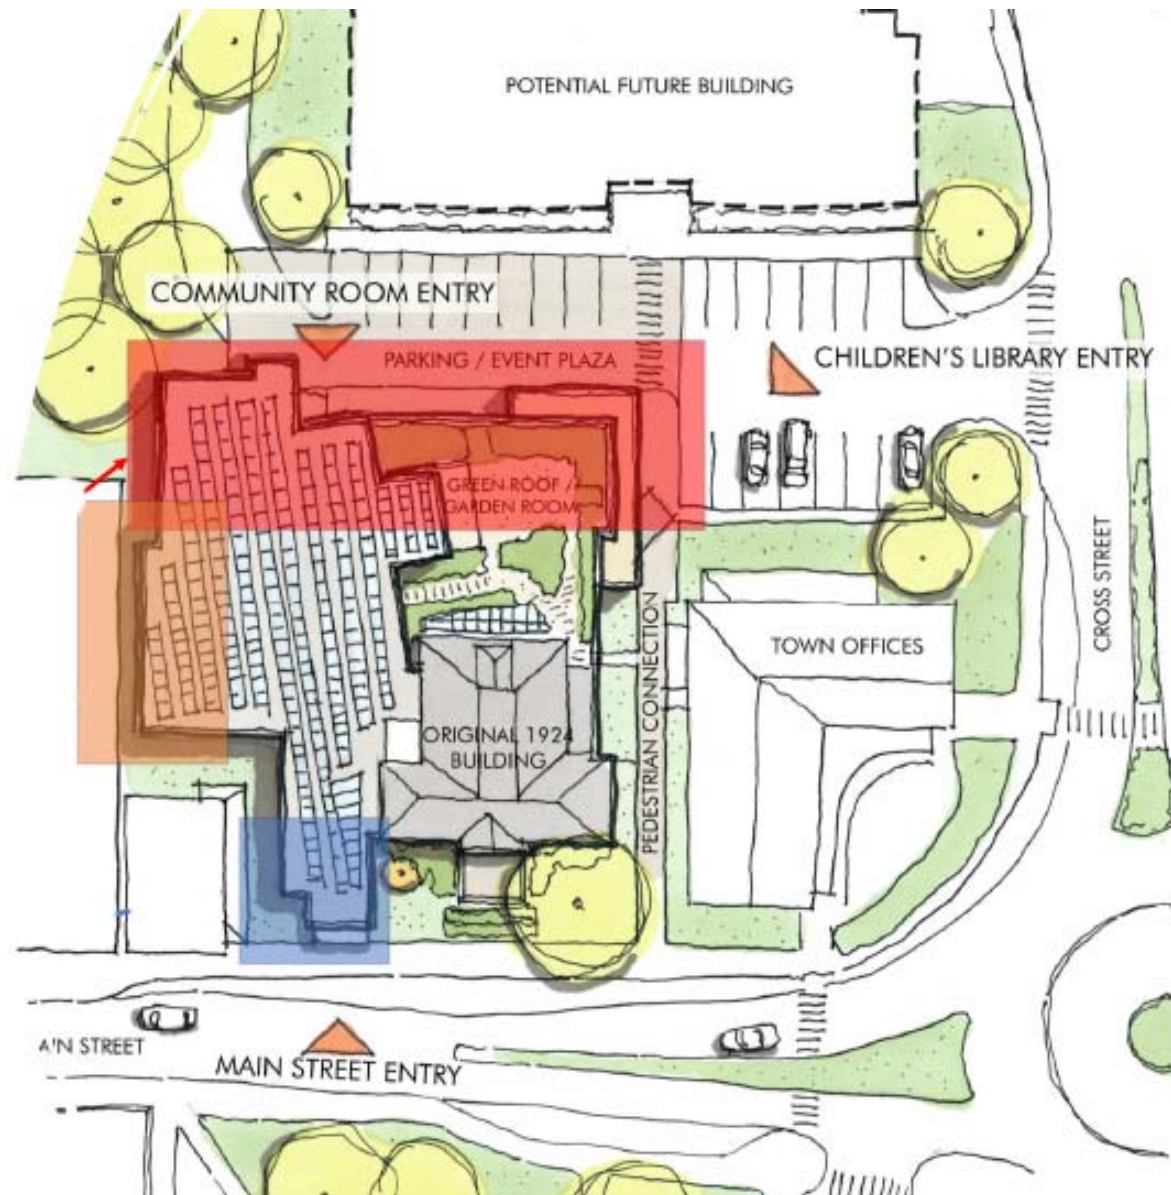 POTENTIAL FUTURE BUILDING
COMMUNITY ROOM ENTRY
PARKING / EVENT PLAZA
CHILDREN'S LIBRARY ENTRY
GREEN ROOF /
GARDEN ROOM
CROSS STREET
TOWN OFFICES
PEDESTRIAN CONNECTION
ORIGINAL 1924
BUILDING
A'N STREET
MAIN STREET ENTRY